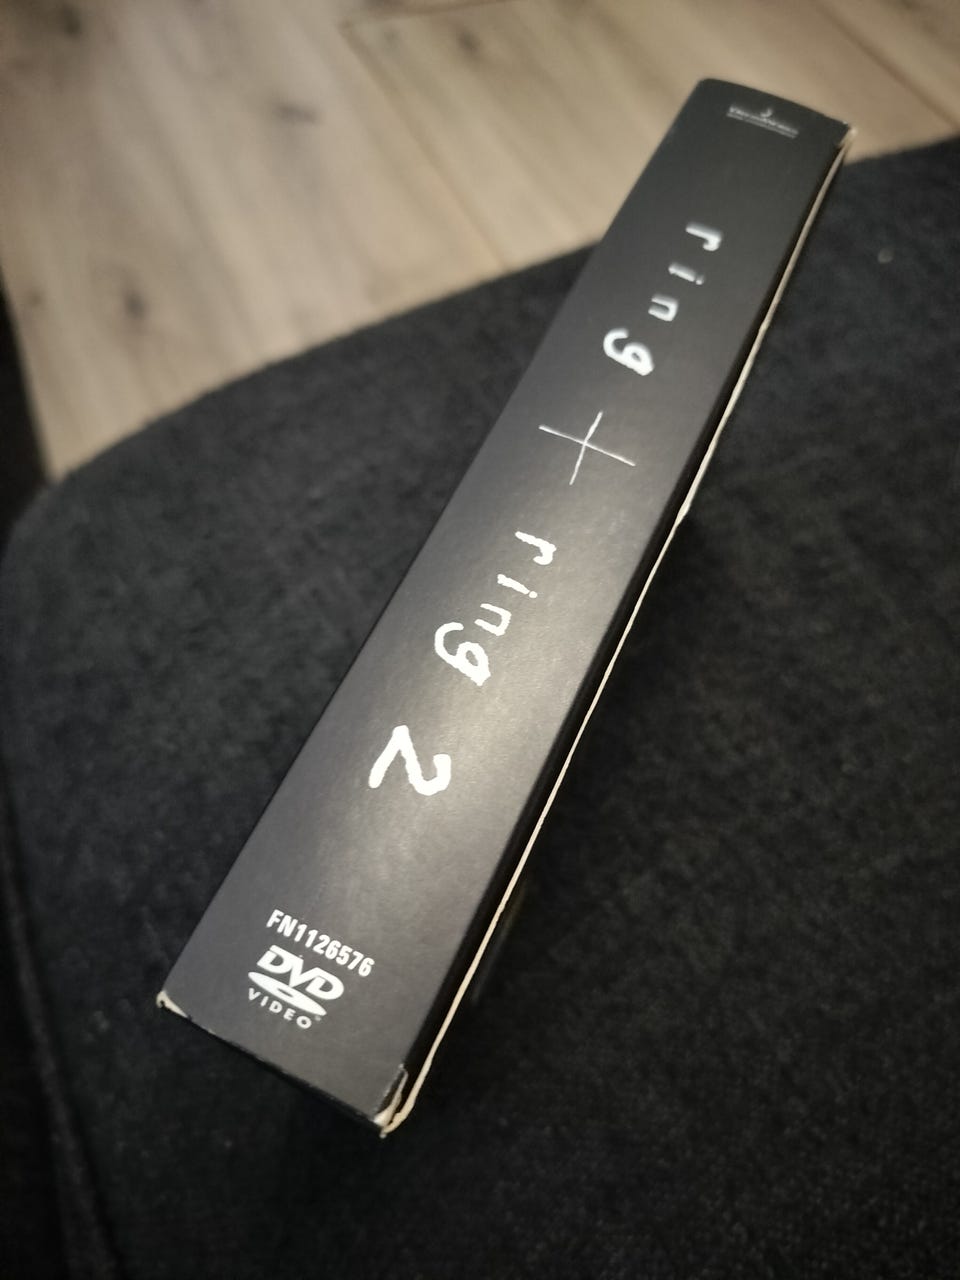 ring + ring 2
FN1126576
DVD
VIDEO